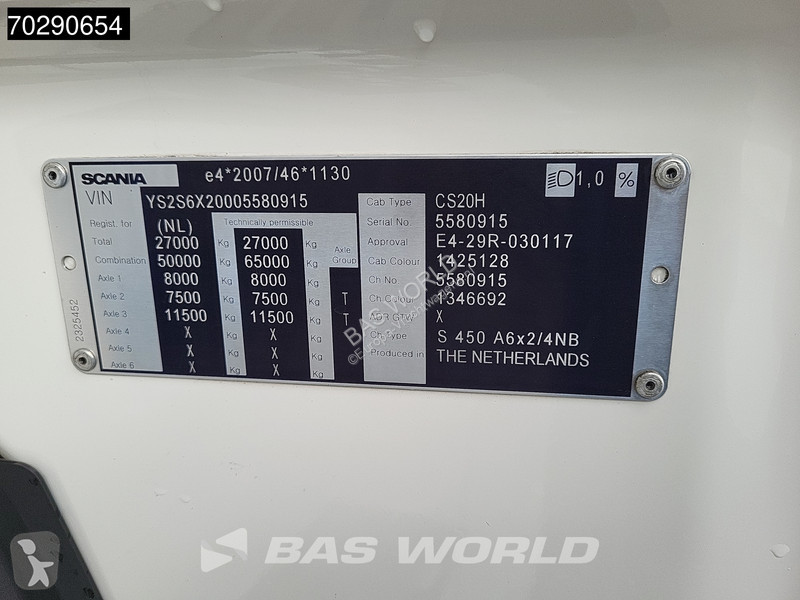 70290654
SCANIA e4*2007/46*1130 1,0 %
VIN YS2S6X20005580915 Cab Type CS20H
Regist. for (NL) Technically permissible Serial No. 5580915
Total 27000 Kg 27000 Kg Axle Group Approval E4-29R-030117
Combination 50000 Kg 65000 Kg Cab Colour 1425128
Axle 1 8000 Kg 8000 Kg Ch No. 5580915
Axle 2 7500 Kg 7500 Kg T Ch Colour 1346692
Axle 3 11500 Kg 11500 Kg T ADR GTW X
Axle 4 X Kg X Kg Ch Type S 450 A6x2/4NB
Axle 5 X Kg X Kg Produced in THE NETHERLANDS
Axle 6 X Kg X Kg
2325452
BAS WORLD
BAS WORLD